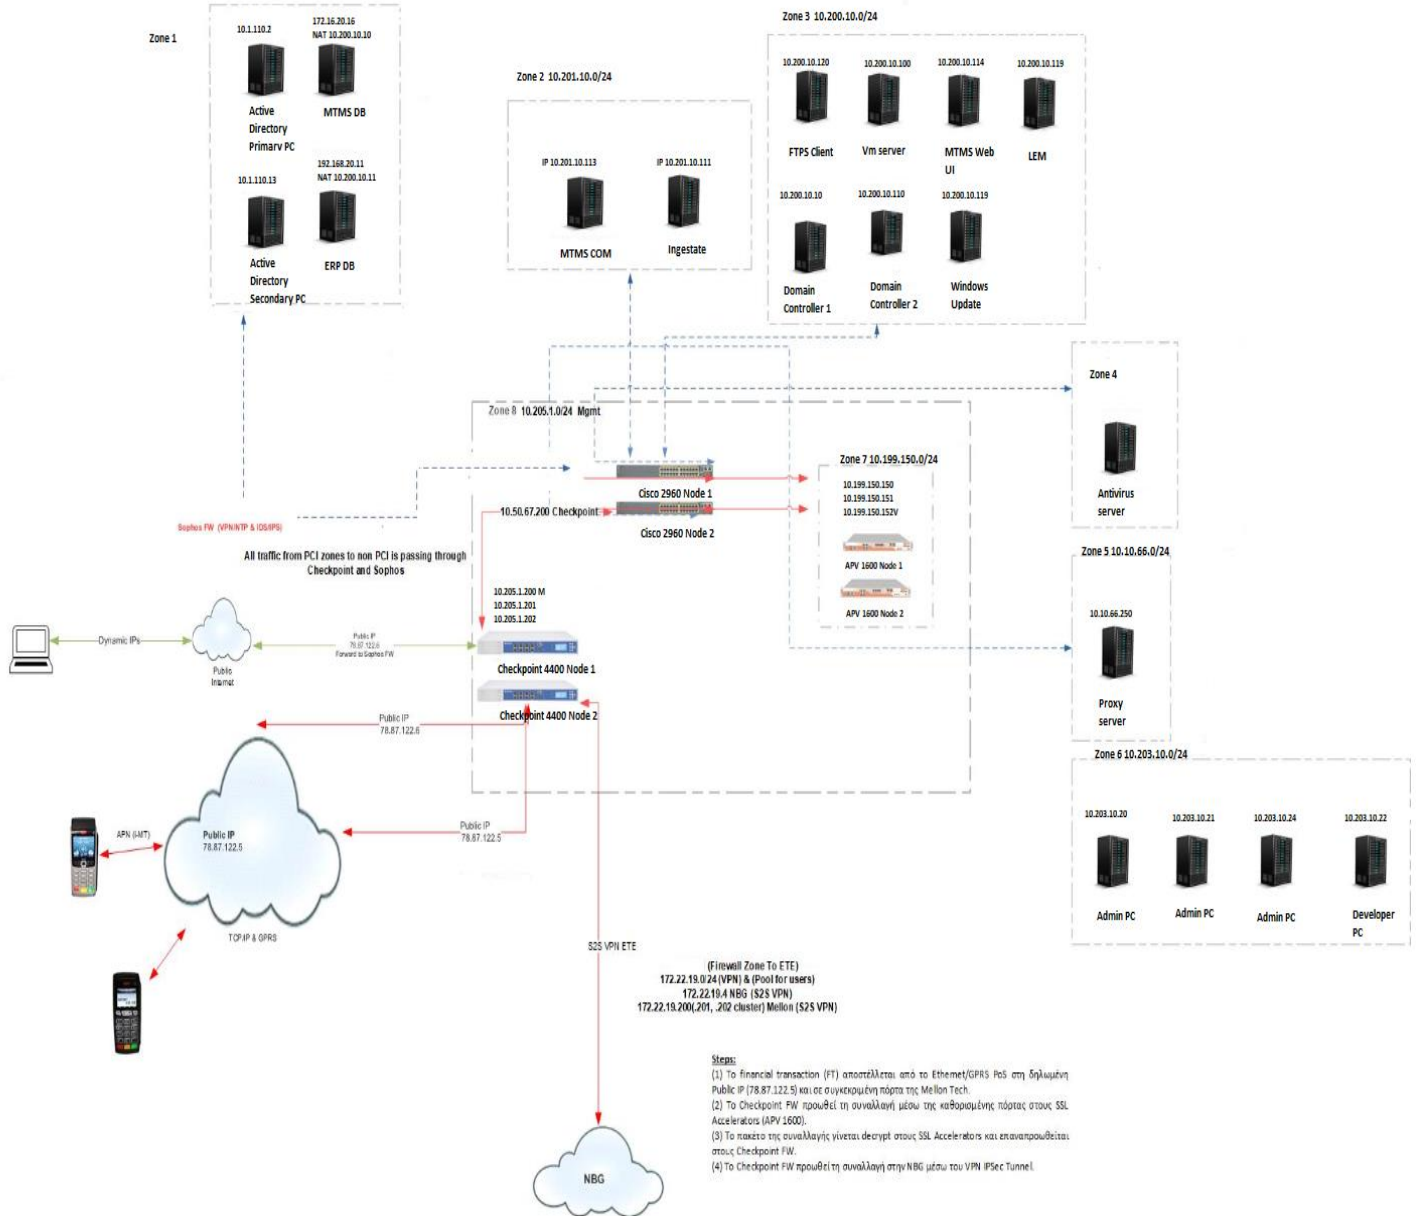 Zone 1
10.1.110.2
172.16.20.16
NAT 10.200.10.10
Active
Directory
Primary PC
MTMS DB
10.1.110.13
192.168.20.11
NAT 10.200.10.11
Active
Directory
Secondary PC
ERP DB
Zone 2 10.201.10.0/24
IP 10.201.10.113
IP 10.201.10.111
MTMS COM
Ingestate
Zone 3 10.200.10.0/24
10.200.10.120
10.200.10.100
10.200.10.114
10.200.10.119
FTPS Client
Vm server
MTMS Web
UI
LEM
10.200.10.10
10.200.10.110
10.200.10.119
Domain
Controller 1
Domain
Controller 2
Windows
Update
Zone 4
Antivirus
server
Zone 8 10.205.1.0/24 Mgmt
Cisco 2960 Node 1
10.50.67.200 Checkpoint
Cisco 2960 Node 2
Zone 7 10.199.150.0/24
10.199.150.150
10.199.150.151
10.199.150.152V
APV 1600 Node 1
APV 1600 Node 2
Sophos FW (VPN/NTP & IDS/IPS)
All traffic from PCI zones to non PCI is passing through
Checkpoint and Sophos
10.205.1.200 M
10.205.1.201
10.205.1.202
Checkpoint 4400 Node 1
Checkpoint 4400 Node 2
Dynamic IPs
Public
Internet
Public IP
78.87.122.6
Forward to Sophos FW
Public IP
78.87.122.6
Zone 5 10.10.66.0/24
10.10.66.250
Proxy
server
Zone 6 10.203.10.0/24
10.203.10.20
10.203.10.21
10.203.10.24
10.203.10.22
Admin PC
Admin PC
Admin PC
Developer
PC
APN (I-MT)
Public IP
78.87.122.5
Public IP
78.87.122.5
TCP/IP & GPRS
S2S VPN ETE
(Firewall Zone To ETE)
172.22.19.0/24 (VPN) & (Pool for users)
172.22.19.4 NBG (S2S VPN)
172.22.19.200(.201, .202 cluster) Mellon (S2S VPN)
NBG
Steps:
(1) Το financial transaction (FT) αποστέλλεται από το Ethernet/GPRS PoS στη δηλωμένη
Public IP (78.87.122.5) και σε συγκεκριμένη πόρτα της Mellon Tech.
(2) Το Checkpoint FW προωθεί τη συναλλαγή μέσω της καθορισμένης πόρτας στους SSL
Accelerators (APV 1600).
(3) Το πακέτο της συναλλαγής γίνεται decrypt στους SSL Accelerators και επαναπροωθείται
στους Checkpoint FW.
(4) Το Checkpoint FW προωθεί τη συναλλαγή στην NBG μέσω του VPN IPSec Tunnel.